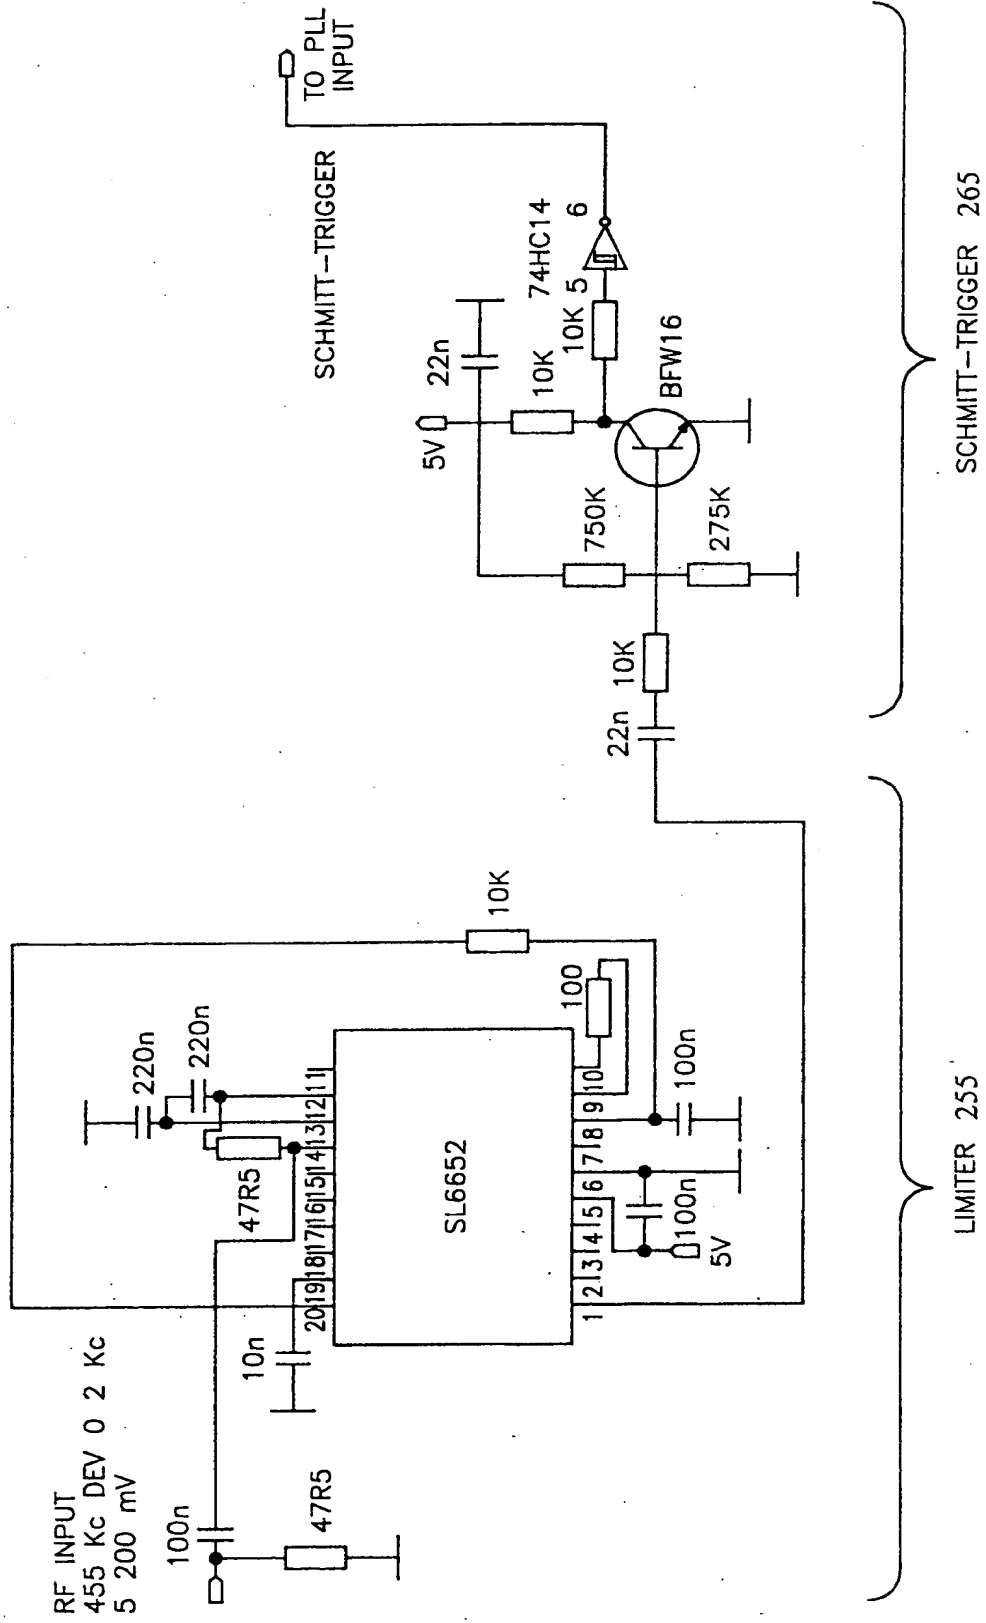 RF INPUT
455 Kc DEV 0 2 Kc
5 200 mV
100n
47R5
10n
47R5
220n
220n
20 19 18 17 16 15 14 13 12 11
SL6652
1 2 3 4 5 6 7 8 9 10
5V
100n
100n
100
10K
22n
10K
750K
275K
5V
22n
10K
10K
BFW16
74HC14
5
6
SCHMITT-TRIGGER
TO PLL
INPUT
LIMITER 255
SCHMITT-TRIGGER 265